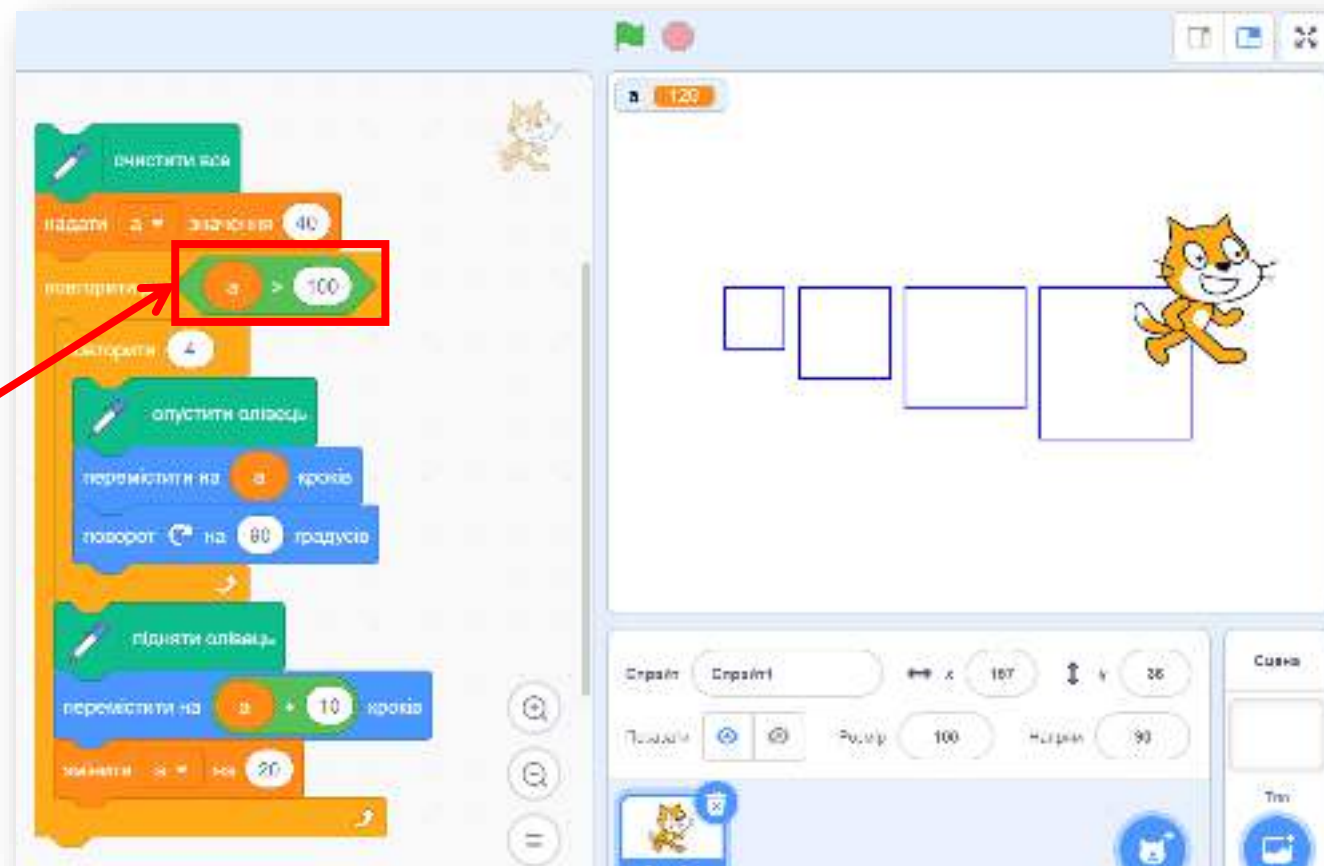 a 120
очистити все
надати a значення 40
повторити a > 100
повторити 4
опустити олівець
перемістити на a кроків
поворот на 90 градусів
підняти олівець
перемістити на a + 10 кроків
змінити a на 20
Спрайт Спрайт1 x 167 y 36
Показати Розмір 100 Напрям 90
Сцена
Тло